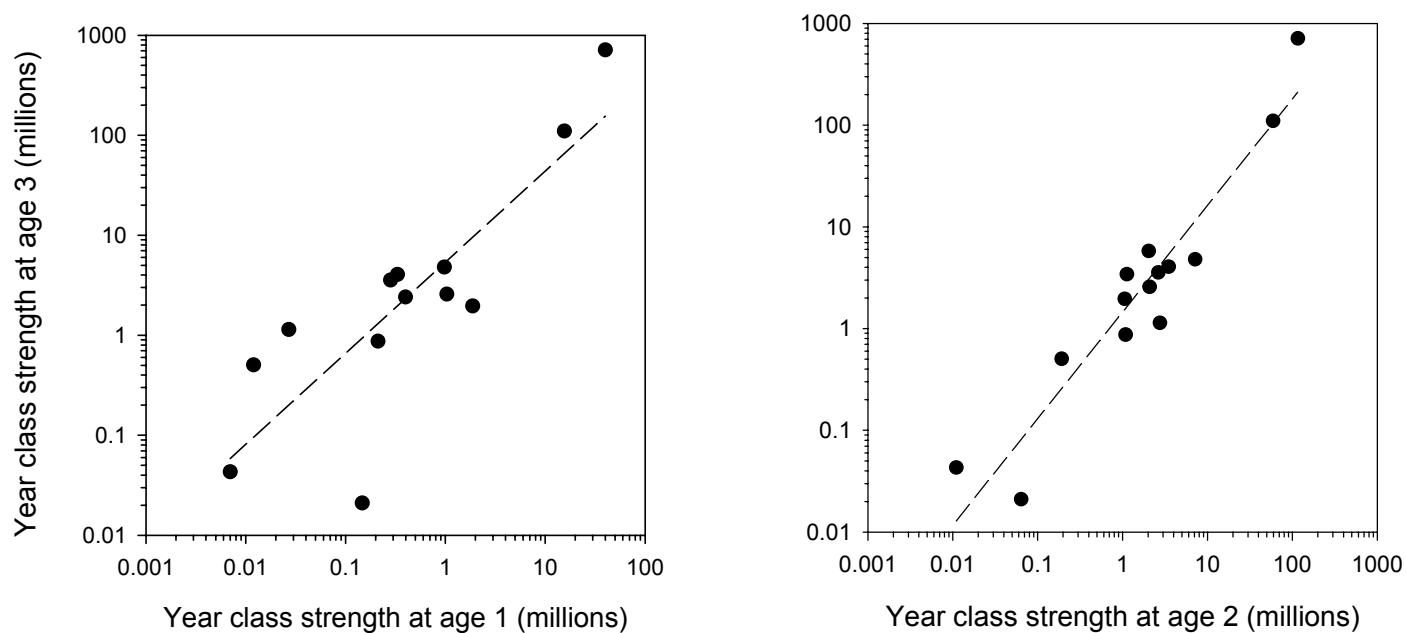 Year class strength at age 3 (millions)
1000
100
10
1
0.1
0.01
0.001 0.01 0.1 1 10 100
Year class strength at age 1 (millions)
1000
100
10
1
0.1
0.01
0.001 0.01 0.1 1 10 100 1000
Year class strength at age 2 (millions)